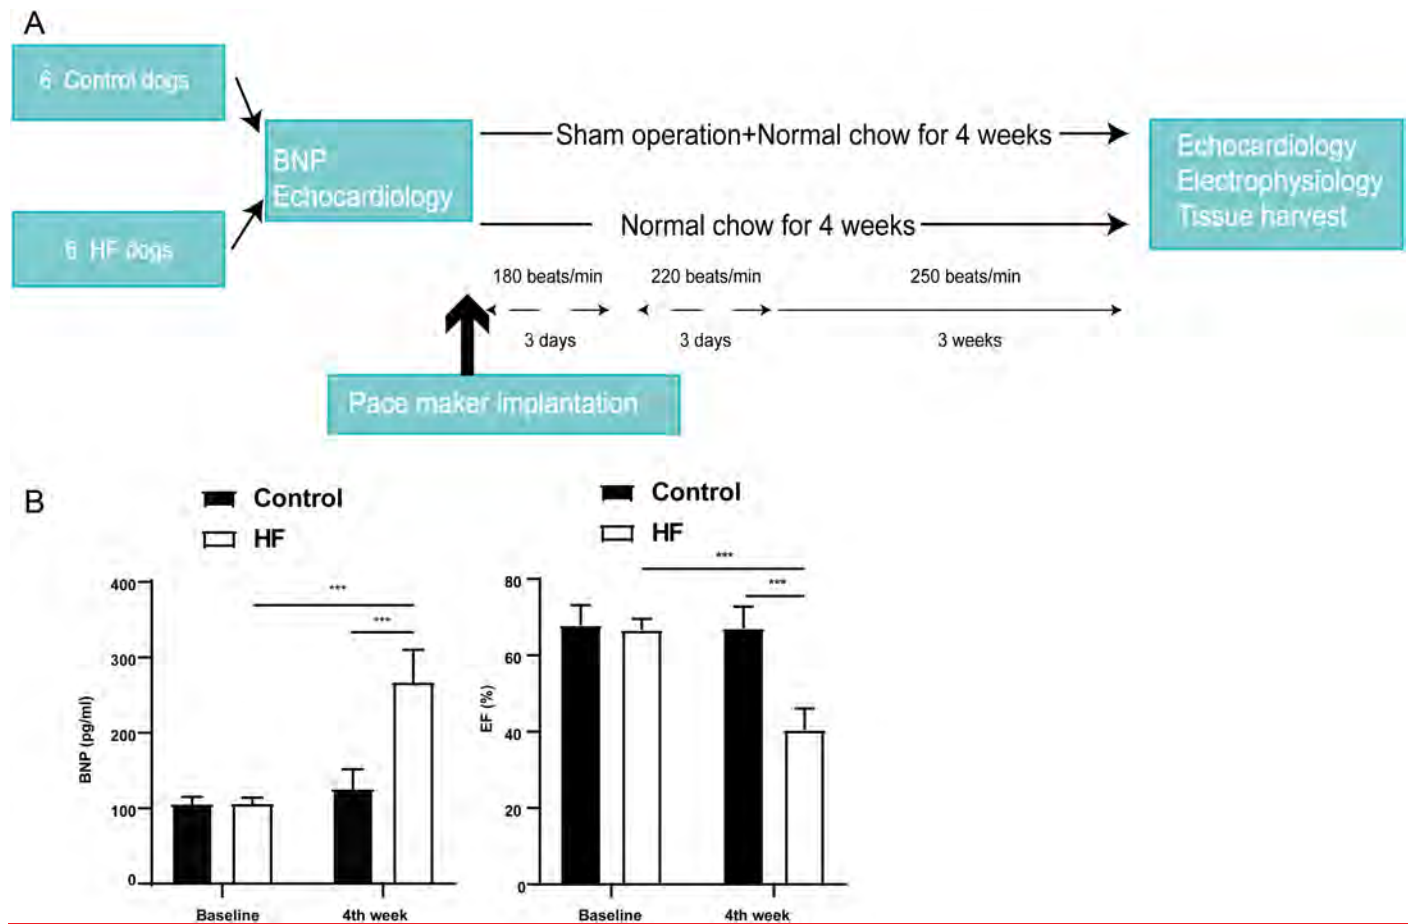 A
6 Control dogs
6 HF dogs
BNP
Echocardiology
Sham operation+Normal chow for 4 weeks
Normal chow for 4 weeks
180 beats/min
220 beats/min
250 beats/min
3 days
3 days
3 weeks
Pace maker implantation
Echocardiology
Electrophysiology
Tissue harvest
B
Control
HF
BNP (pg/ml)
400
300
200
100
0
***
***
Baseline
4th week
Control
HF
EF (%)
80
60
40
20
0
***
***
Baseline
4th week